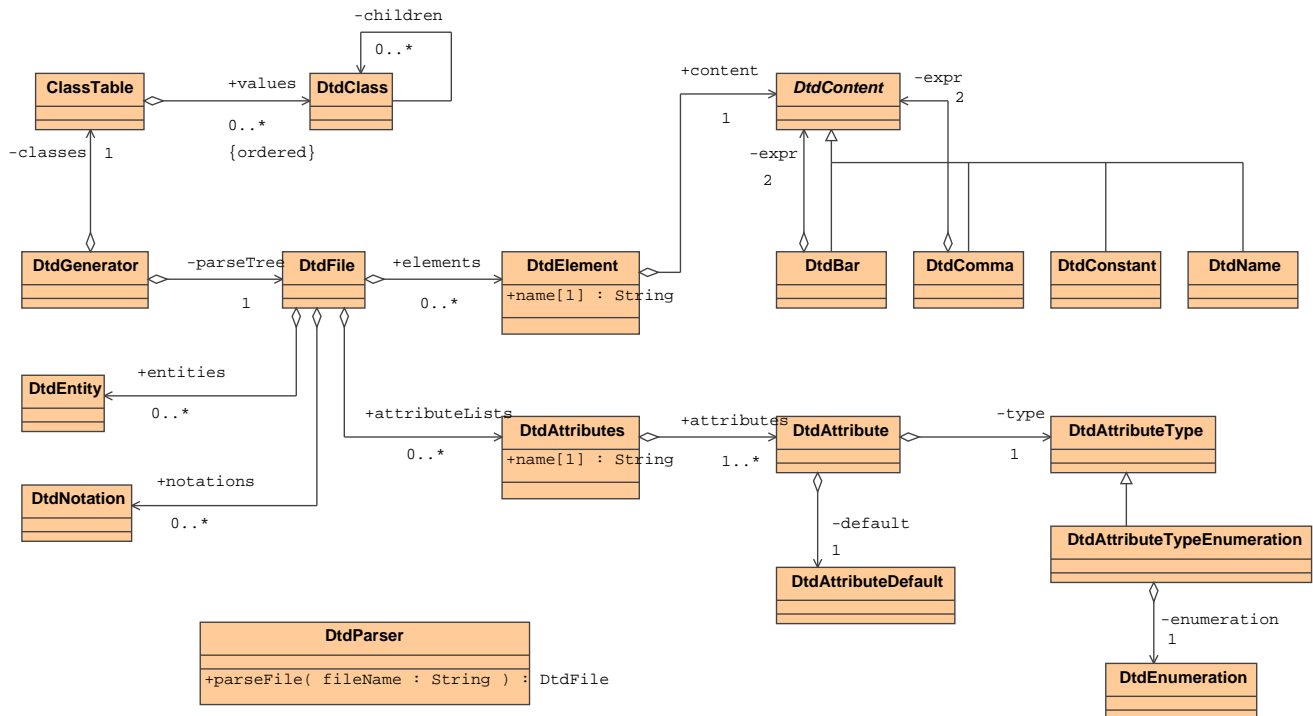 -children
0..*
ClassTable
+values
DtdClass
0..*
{ordered}
+content
1
DtdContent
-expr
2
-classes 1
-expr
2
DtdGenerator
-parseTree
1
DtdFile
+elements
0..*
DtdElement
+name[1] : String
DtdBar
DtdComma
DtdConstant
DtdName
DtdEntity
+entities
0..*
+attributeLists
0..*
DtdAttributes
+name[1] : String
+attributes
1..*
DtdAttribute
-type
1
DtdAttributeType
DtdNotation
+notations
0..*
-default
1
DtdAttributeDefault
DtdAttributeTypeEnumeration
-enumeration
1
DtdEnumeration
DtdParser
+parseFile( fileName : String ) : DtdFile